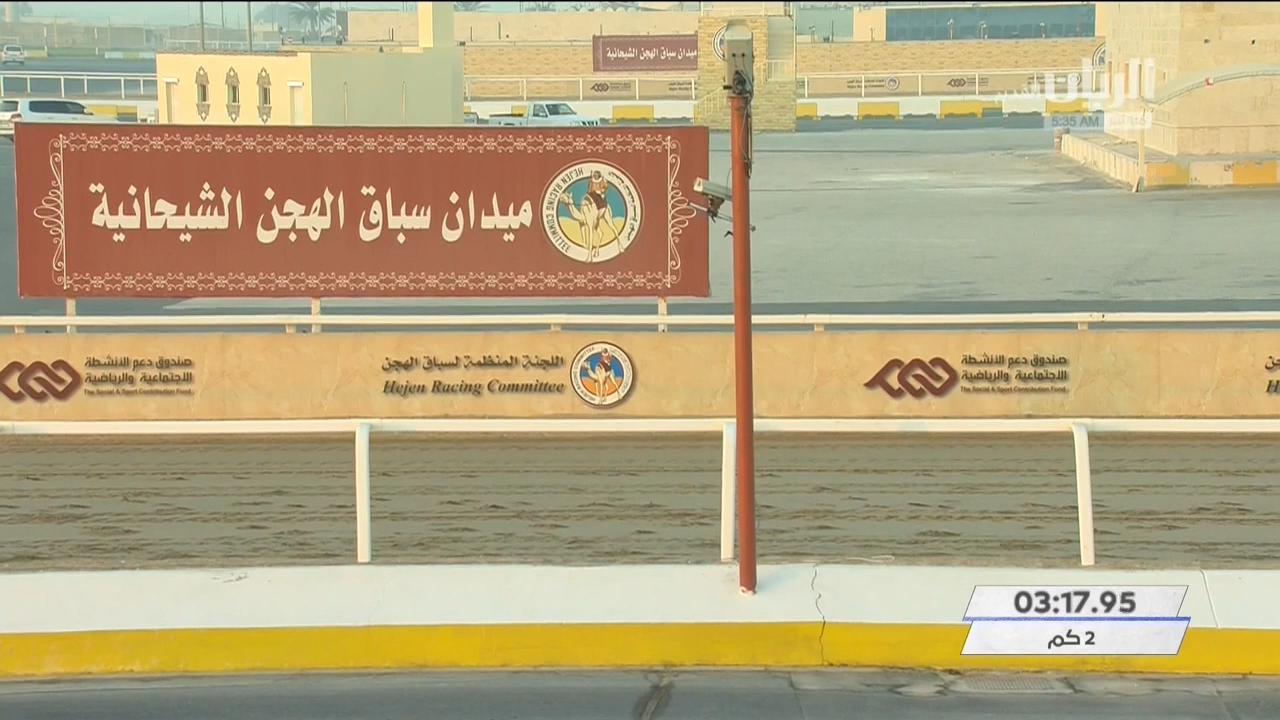 ميدان سباق الهجن الشيحانية
الريان
5:35 AM
ميدان سباق الهجن الشيحانية
HEJEN RACING COMMITTEE
صندوق دعم الأنشطة
الاجتماعية والرياضية
The Social & Sport Contribution Fund
اللجنة المنظمة لسباق الهجن
Hejen Racing Committee
صندوق دعم الأنشطة
الاجتماعية والرياضية
The Social & Sport Contribution Fund
03:17.95
2 كم